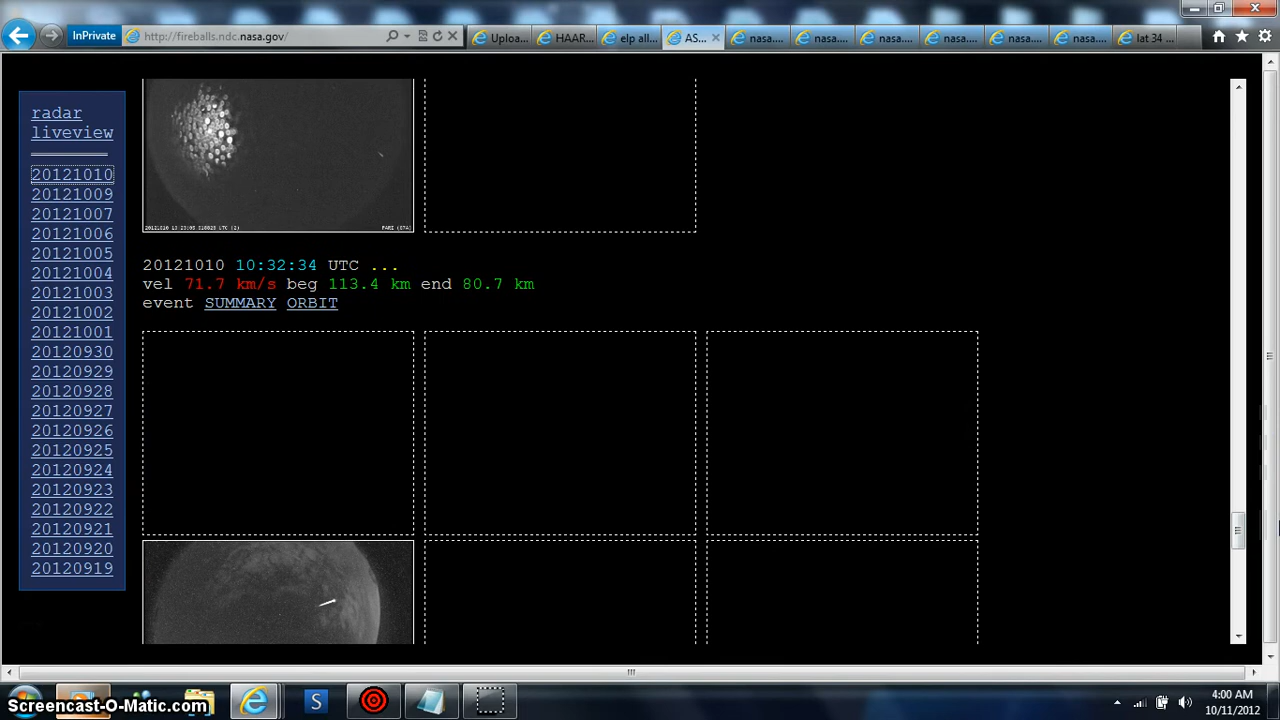 InPrivate
http://fireballs.ndc.nasa.gov/
Uploa...
HAAR...
elp all...
AS...
nasa....
nasa....
nasa....
nasa....
nasa....
nasa....
lat 34 ...
radar
liveview
20121010
20121009
20121007
20121006
20121005
20121004
20121003
20121002
20121001
20120930
20120929
20120928
20120927
20120926
20120925
20120924
20120923
20120922
20120921
20120920
20120919
20121010 10:32:34 UTC ...
vel 71.7 km/s beg 113.4 km end 80.7 km
event SUMMARY ORBIT
S
Screencast-O-Matic.com
4:00 AM
10/11/2012